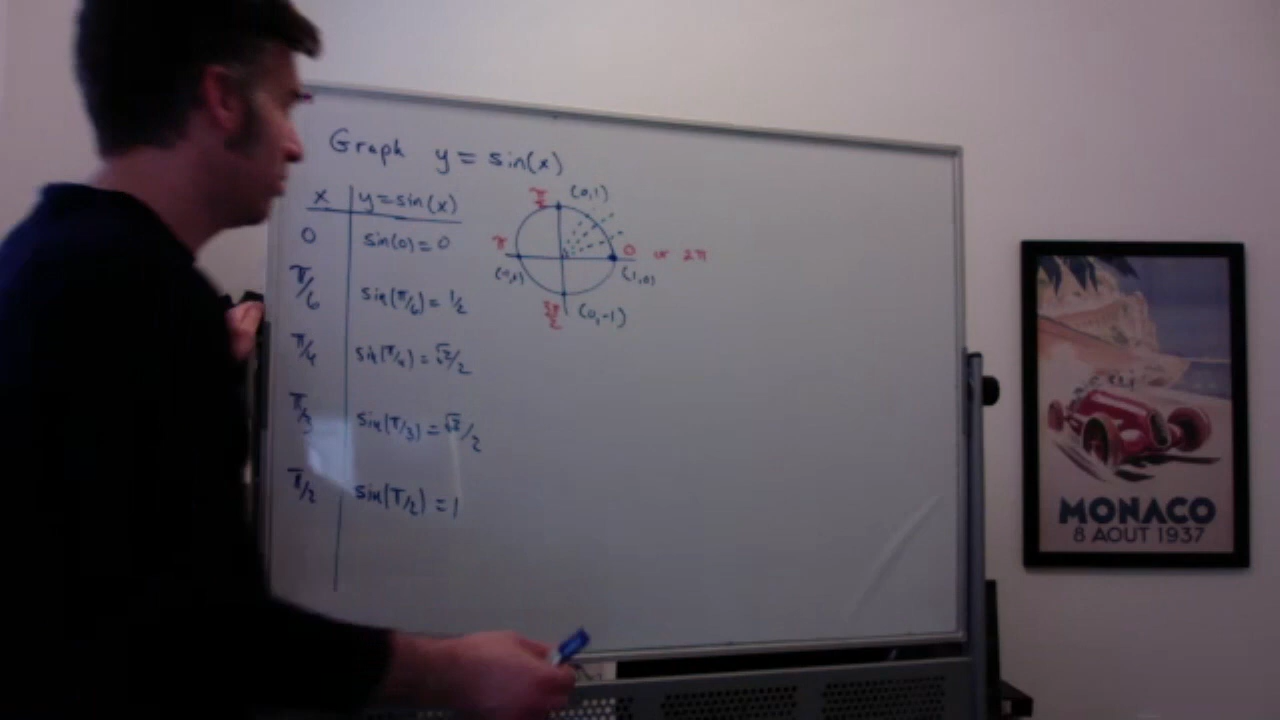 Graph y = sin(x)
x y=sin(x)
0 sin(0) = 0
π/6 sin(π/6) = 1/2
π/4 sin(π/4) = √2/2
π/3 sin(π/3) = √3/2
π/2 sin(π/2) = 1
π/2 (0,1)
π 0 or 2π
(1,0)
3π/2 (0,-1)
MONACO
8 AOUT 1937